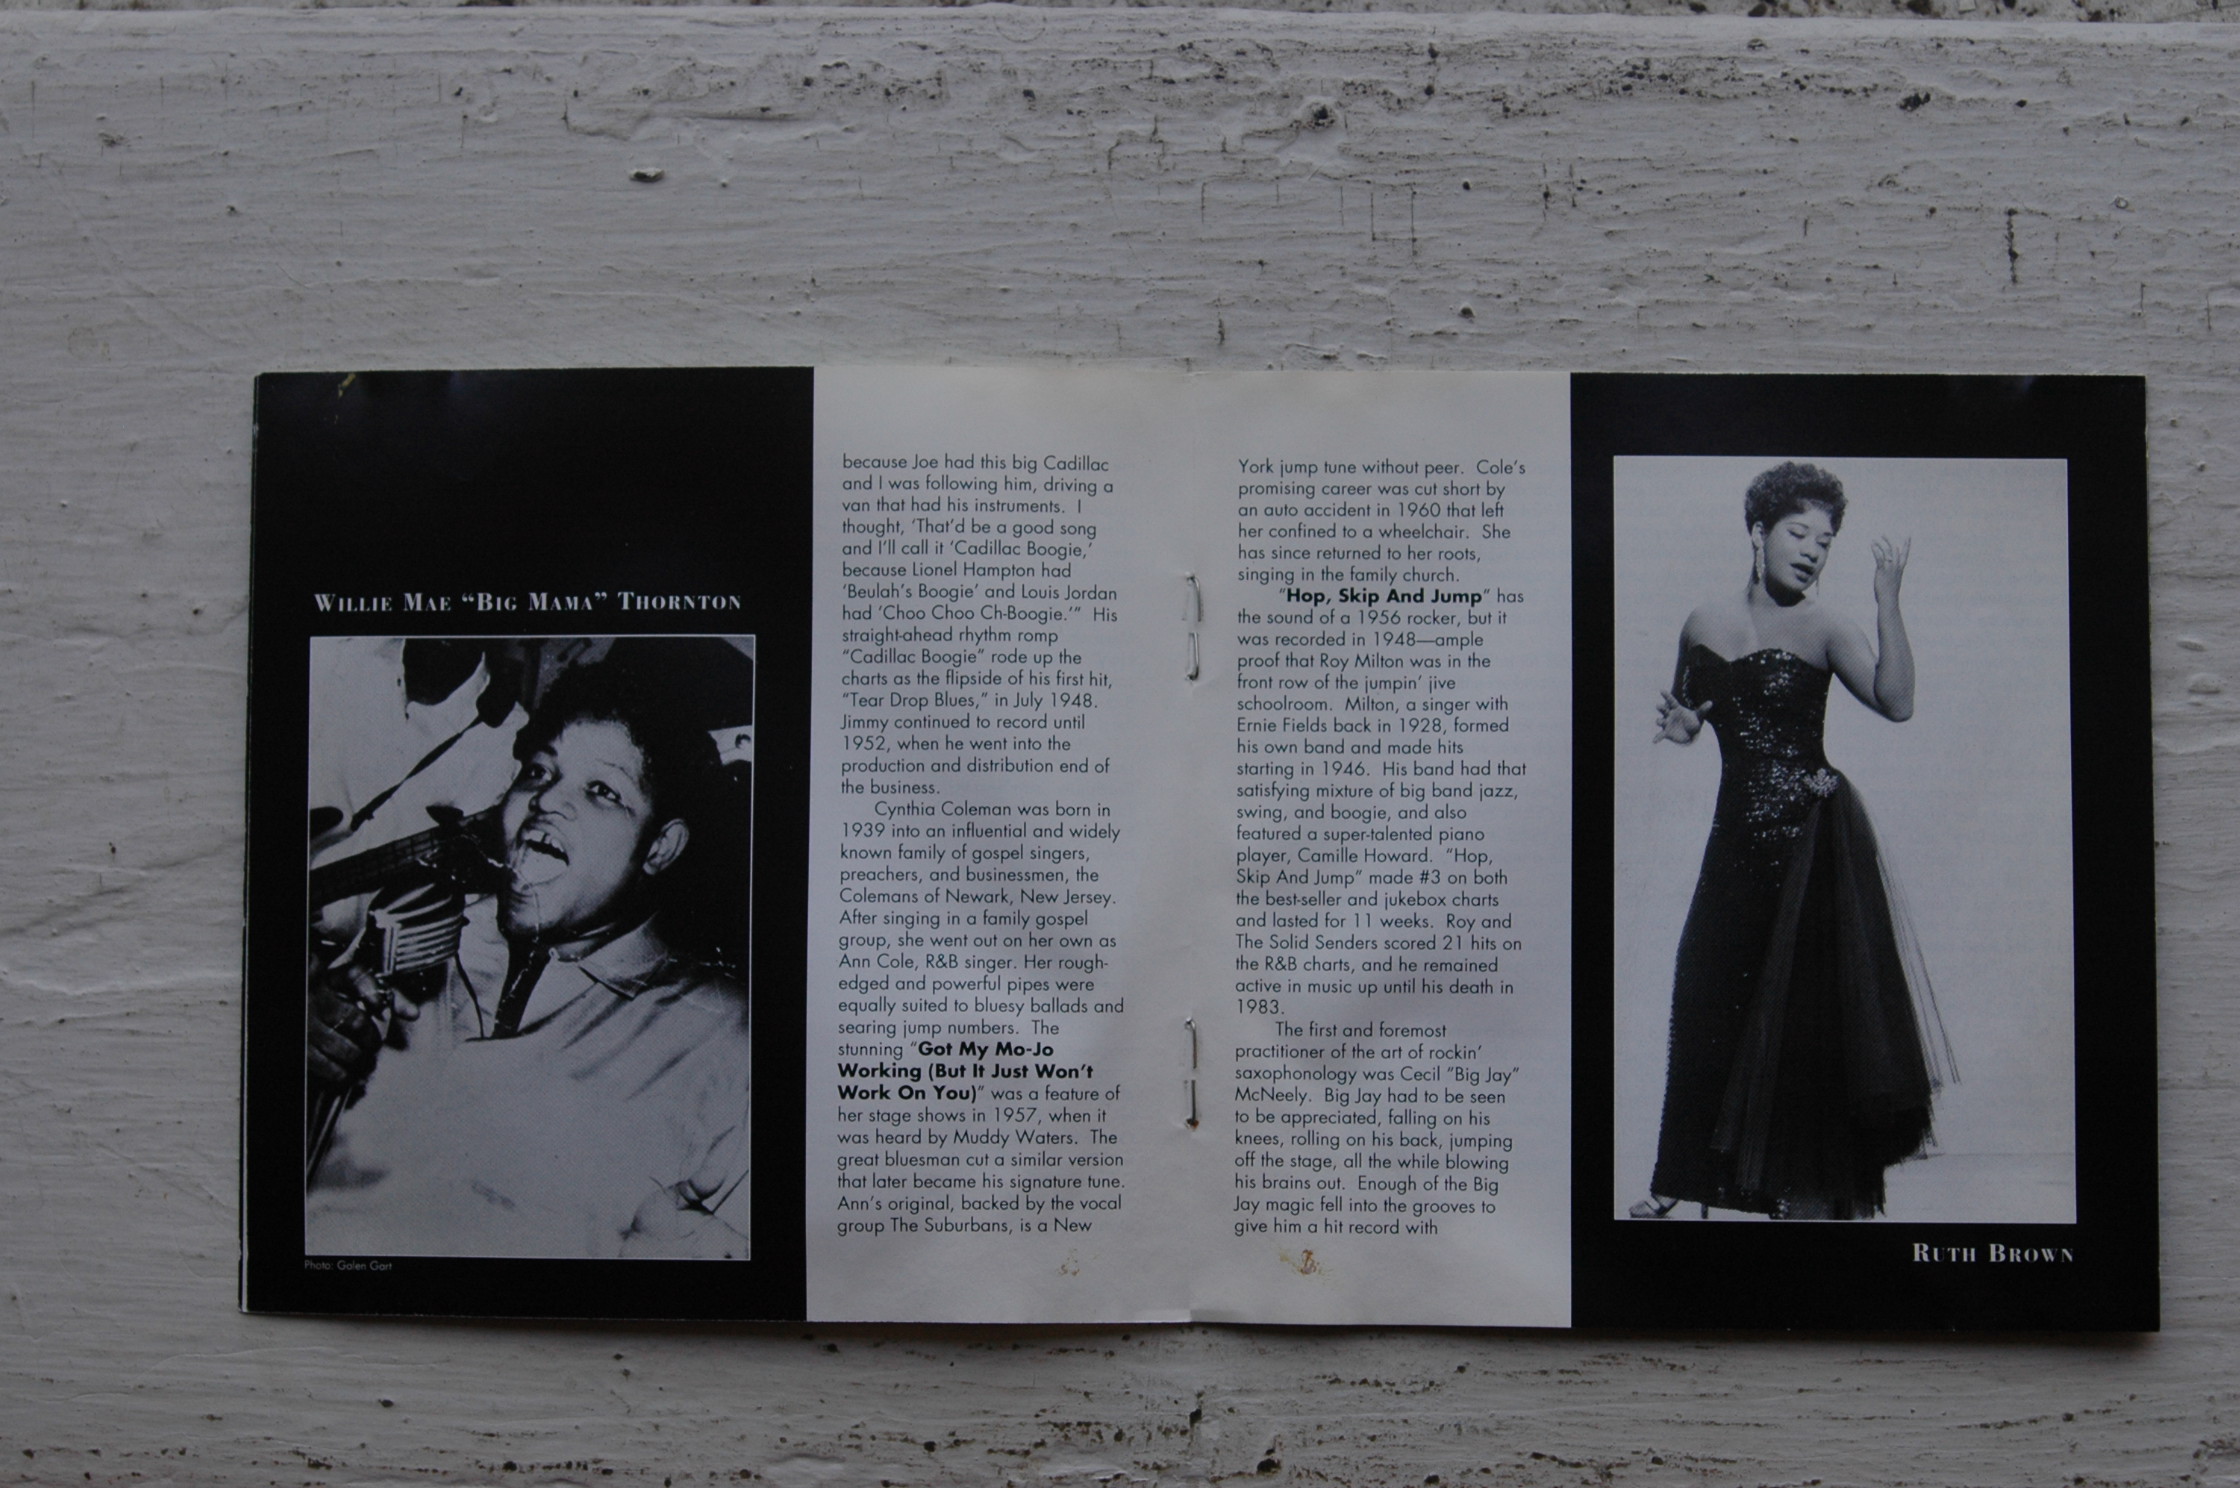 WILLIE MAE “BIG MAMA” THORNTON
Photo: Galen Gart
because Joe had this big Cadillac
and I was following him, driving a
van that had his instruments. I
thought, ‘That’d be a good song
and I’ll call it ‘Cadillac Boogie,’
because Lionel Hampton had
‘Beulah’s Boogie’ and Louis Jordan
had ‘Choo Choo Ch-Boogie.’” His
straight-ahead rhythm romp
“Cadillac Boogie” rode up the
charts as the flipside of his first hit,
“Tear Drop Blues,” in July 1948.
Jimmy continued to record until
1952, when he went into the
production and distribution end of
the business.
Cynthia Coleman was born in
1939 into an influential and widely
known family of gospel singers,
preachers, and businessmen, the
Colemans of Newark, New Jersey.
After singing in a family gospel
group, she went out on her own as
Ann Cole, R&B singer. Her rough-
edged and powerful pipes were
equally suited to bluesy ballads and
searing jump numbers. The
stunning “Got My Mo-Jo
Working (But It Just Won’t
Work On You)” was a feature of
her stage shows in 1957, when it
was heard by Muddy Waters. The
great bluesman cut a similar version
that later became his signature tune.
Ann’s original, backed by the vocal
group The Suburbans, is a New
York jump tune without peer. Cole’s
promising career was cut short by
an auto accident in 1960 that left
her confined to a wheelchair. She
has since returned to her roots,
singing in the family church.
“Hop, Skip And Jump” has
the sound of a 1956 rocker, but it
was recorded in 1948—ample
proof that Roy Milton was in the
front row of the jumpin’ jive
schoolroom. Milton, a singer with
Ernie Fields back in 1928, formed
his own band and made hits
starting in 1946. His band had that
satisfying mixture of big band jazz,
swing, and boogie, and also
featured a super-talented piano
player, Camille Howard. “Hop,
Skip And Jump” made #3 on both
the best-seller and jukebox charts
and lasted for 11 weeks. Roy and
The Solid Senders scored 21 hits on
the R&B charts, and he remained
active in music up until his death in
1983.
The first and foremost
practitioner of the art of rockin’
saxophonology was Cecil “Big Jay”
McNeely. Big Jay had to be seen
to be appreciated, falling on his
knees, rolling on his back, jumping
off the stage, all the while blowing
his brains out. Enough of the Big
Jay magic fell into the grooves to
give him a hit record with
RUTH BROWN